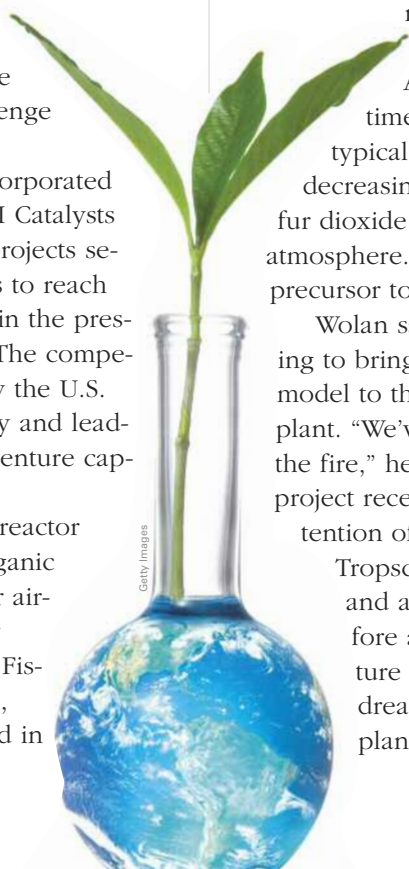 e
enge
orporated
I Catalysts
rojects se-
s to reach
in the pres-
The compe-
y the U.S.
y and lead-
enture cap-
reactor
ganic
r air-
Fis-
,
d in
Getty Images
A
time
typical
decreasin
fur dioxide
atmosphere.
precursor to
Wolan s
ing to bring
model to th
plant. “We’v
the fire,” he
project rece
tention of
Tropsc
and a
fore a
ture
drea
plan